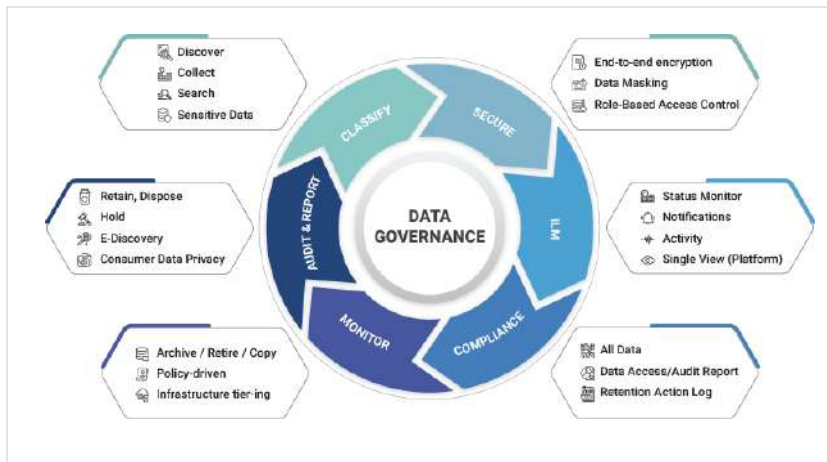 Discover
Collect
Search
Sensitive Data
End-to-end encryption
Data Masking
Role-Based Access Control
CLASSIFY
SECURE
Retain, Dispose
Hold
E-Discovery
Consumer Data Privacy
AUDIT & REPORT
DATA
GOVERNANCE
ILM
Status Monitor
Notifications
Activity
Single View (Platform)
MONITOR
COMPLIANCE
Archive / Retire / Copy
Policy-driven
Infrastructure tier-ing
All Data
Data Access/Audit Report
Retention Action Log